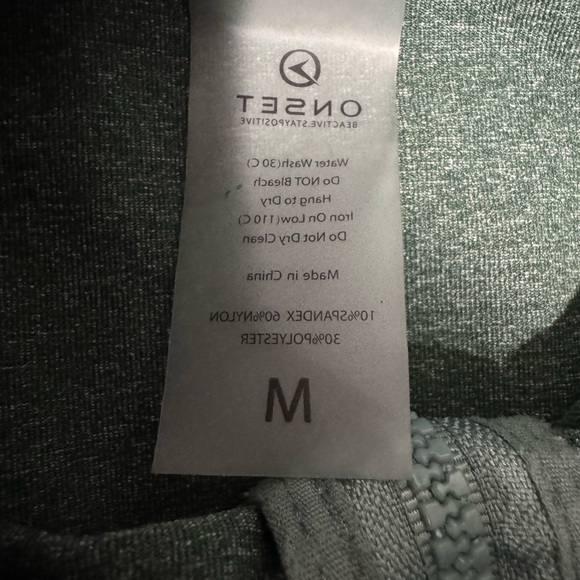 ONSET
BEACTIVE.STAYPOSITIVE
Water Wash(30 C)
Do NOT Bleach
Hang to Dry
Iron On Low(110 C)
Do Not Dry Clean
Made in China
10%SPANDEX 60%NYLON
30%POLYESTER
M